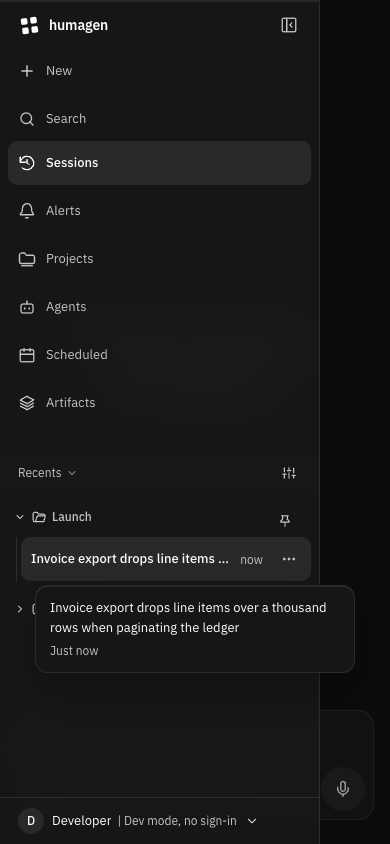 humagen
New
Search
Sessions
Alerts
Projects
Agents
Scheduled
Artifacts
Recents
Launch
Invoice export drops line items ... now
Invoice export drops line items over a thousand
rows when paginating the ledger
Just now
D Developer | Dev mode, no sign-in